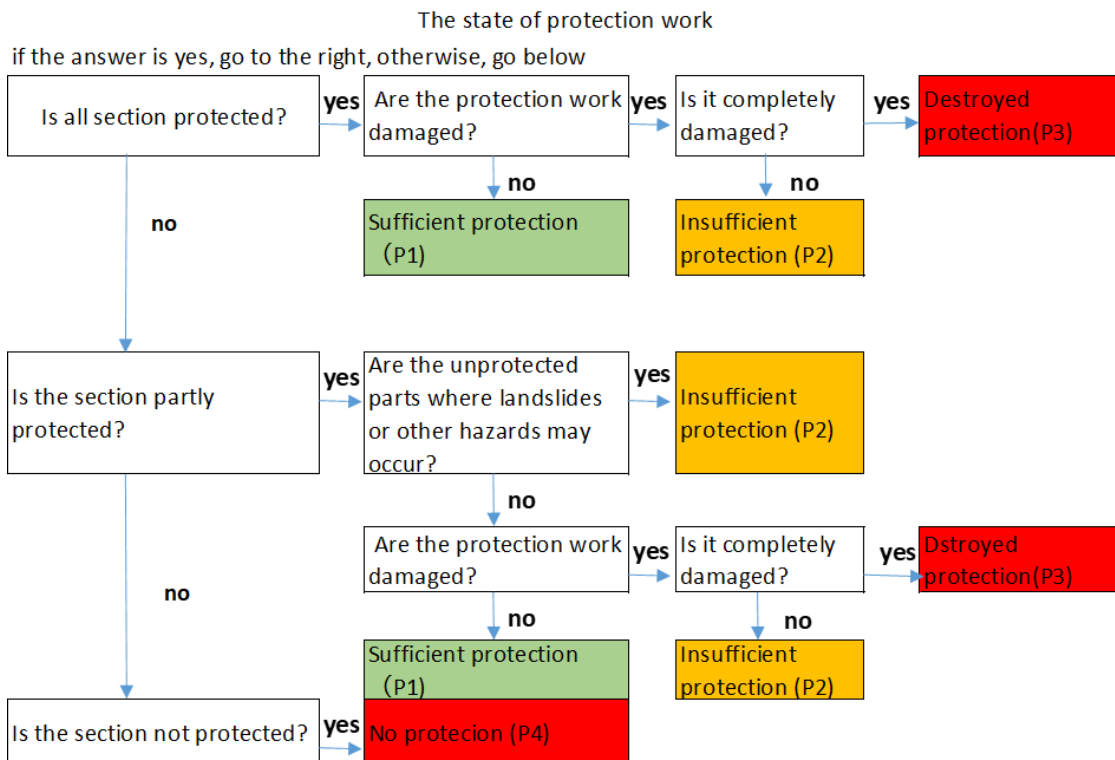 The state of protection work
if the answer is yes, go to the right, otherwise, go below
Is all section protected?
yes
Are the protection work
damaged?
yes
Is it completely
damaged?
yes
Destroyed
protection(P3)
no
no
no
Sufficient protection
（P1)
Insufficient
protection (P2)
Is the section partly
protected?
yes
Are the unprotected
parts where landslides
or other hazards may
occur?
yes
Insufficient
protection (P2)
no
no
Are the protection work
damaged?
yes
Is it completely
damaged?
yes
Dstroyed
protection(P3)
no
no
Sufficient protection
（P1)
Insufficient
protection (P2)
Is the section not protected?
yes
No protecion (P4)